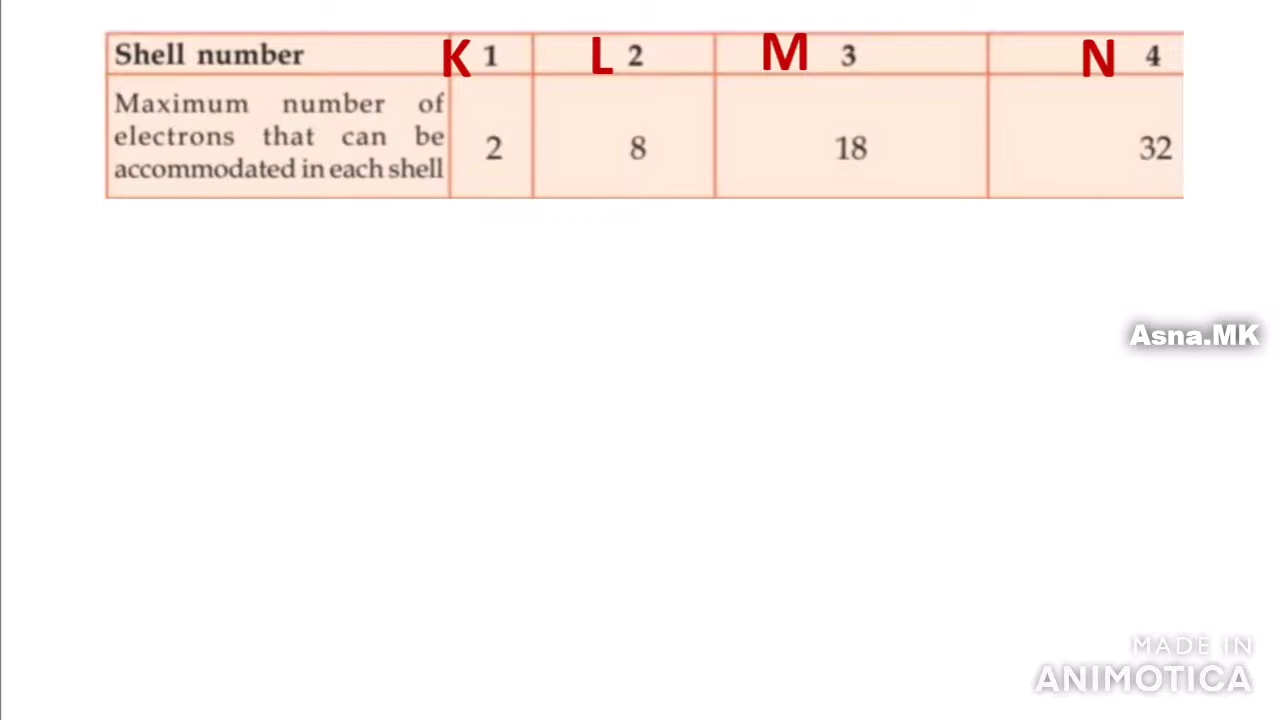 Shell number K 1 L 2 M 3 N 4
Maximum number of
electrons that can be
accommodated in each shell
2 8 18 32
Asna.MK
MADE IN
ANIMOTICA